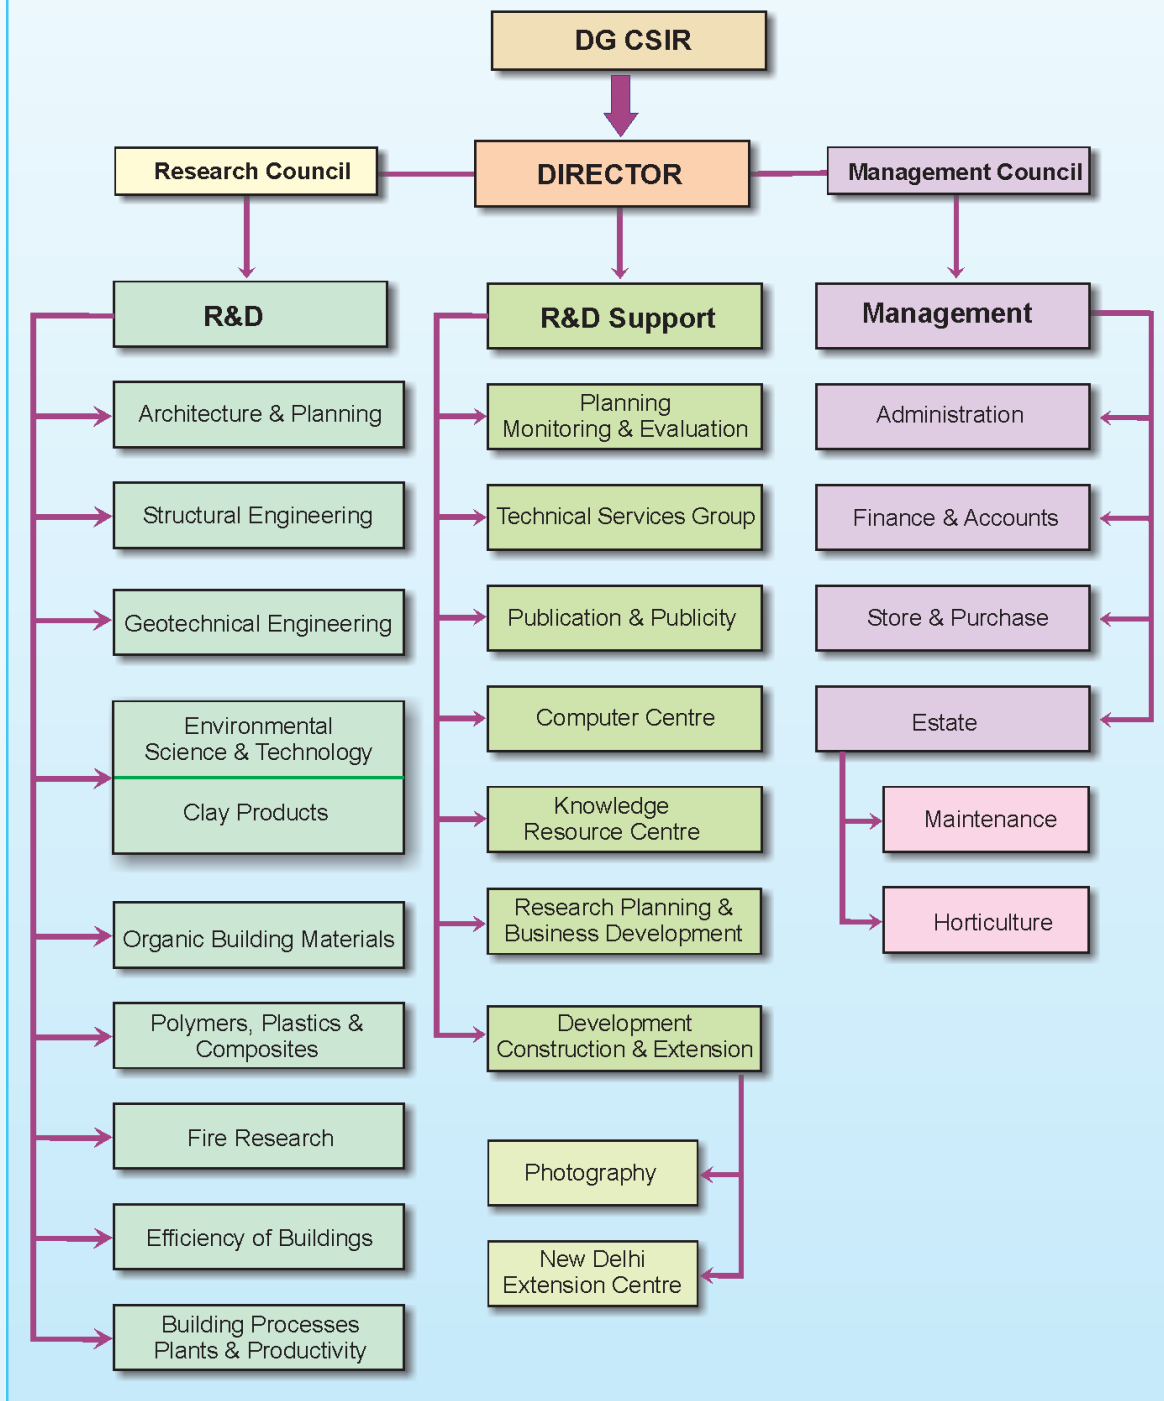 DG CSIR
Research Council
DIRECTOR
Management Council
R&D
R&D Support
Management
Architecture & Planning
Structural Engineering
Geotechnical Engineering
Environmental
Science & Technology
Clay Products
Organic Building Materials
Polymers, Plastics &
Composites
Fire Research
Efficiency of Buildings
Building Processes
Plants & Productivity
Planning
Monitoring & Evaluation
Technical Services Group
Publication & Publicity
Computer Centre
Knowledge
Resource Centre
Research Planning &
Business Development
Development
Construction & Extension
Photography
New Delhi
Extension Centre
Administration
Finance & Accounts
Store & Purchase
Estate
Maintenance
Horticulture